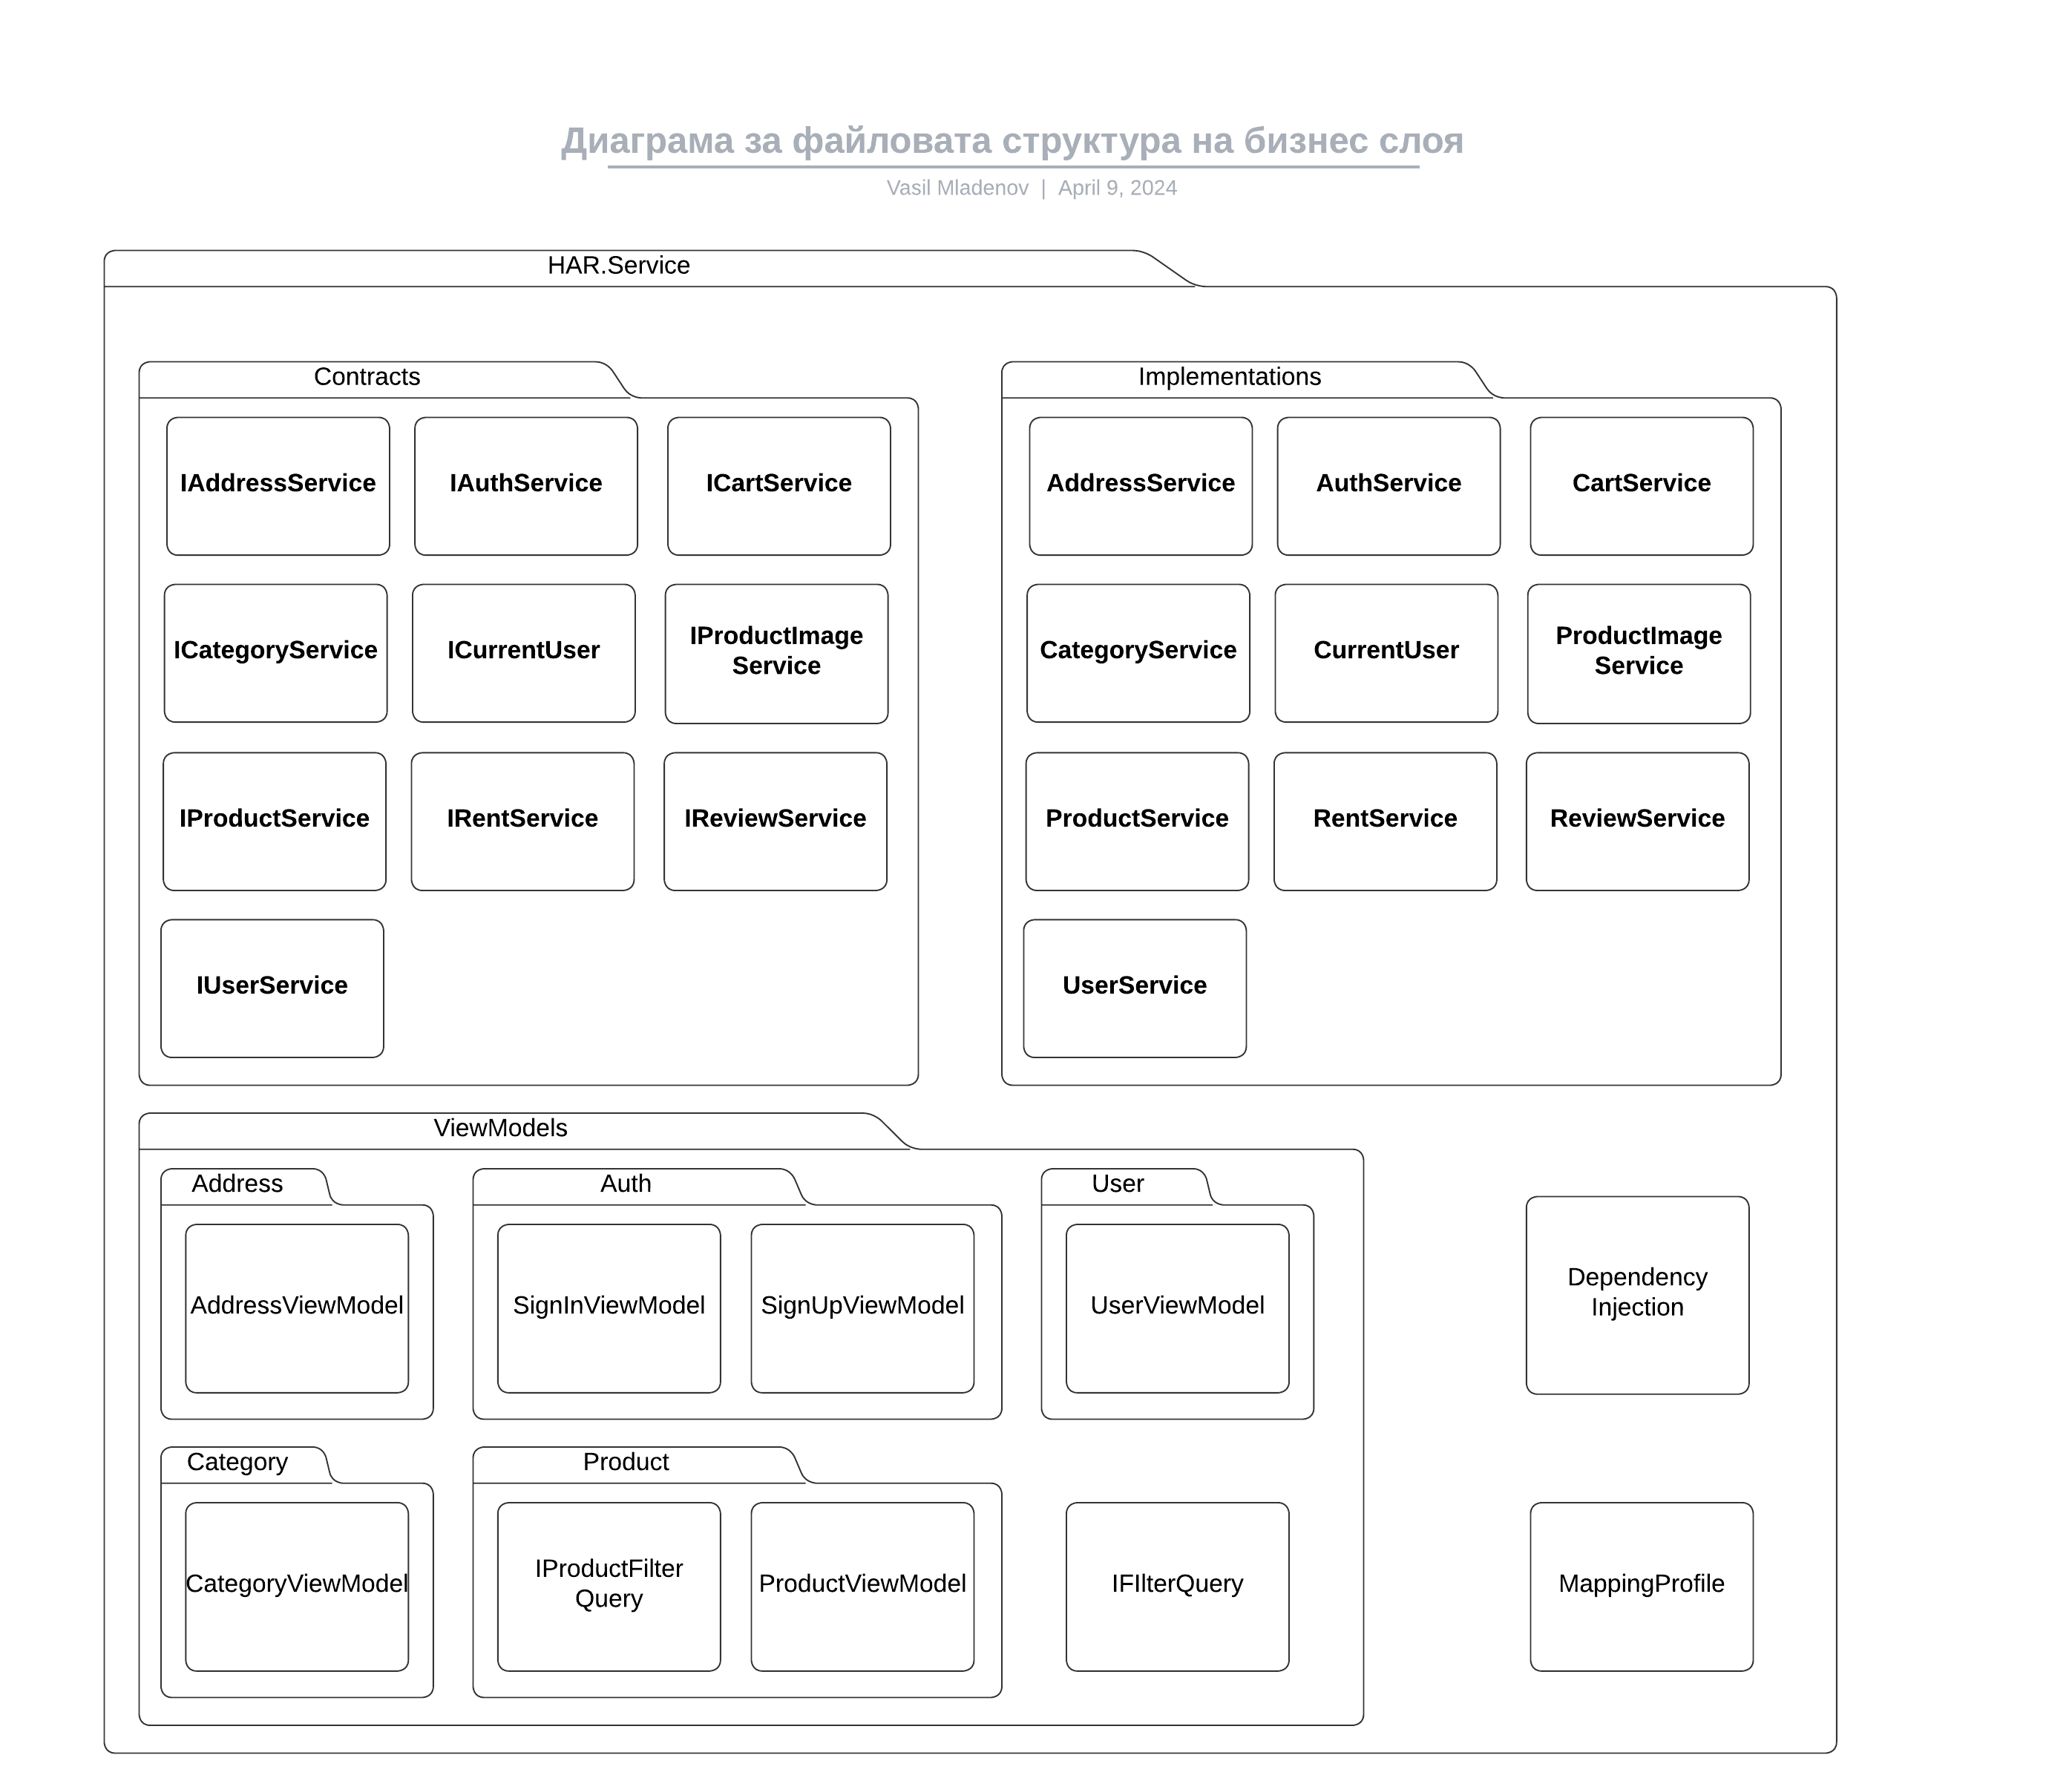 Диаграма за файловата структура на бизнес слоя
Vasil Mladenov | April 9, 2024
HAR.Service
Contracts
IAddressService
IAuthService
ICartService
ICategoryService
ICurrentUser
IProductImage
Service
IProductService
IRentService
IReviewService
IUserService
Implementations
AddressService
AuthService
CartService
CategoryService
CurrentUser
ProductImage
Service
ProductService
RentService
ReviewService
UserService
ViewModels
Address
AddressViewModel
Auth
SignInViewModel
SignUpViewModel
User
UserViewModel
Category
CategoryViewModel
Product
IProductFilter
Query
ProductViewModel
IFIlterQuery
Dependency
Injection
MappingProfile